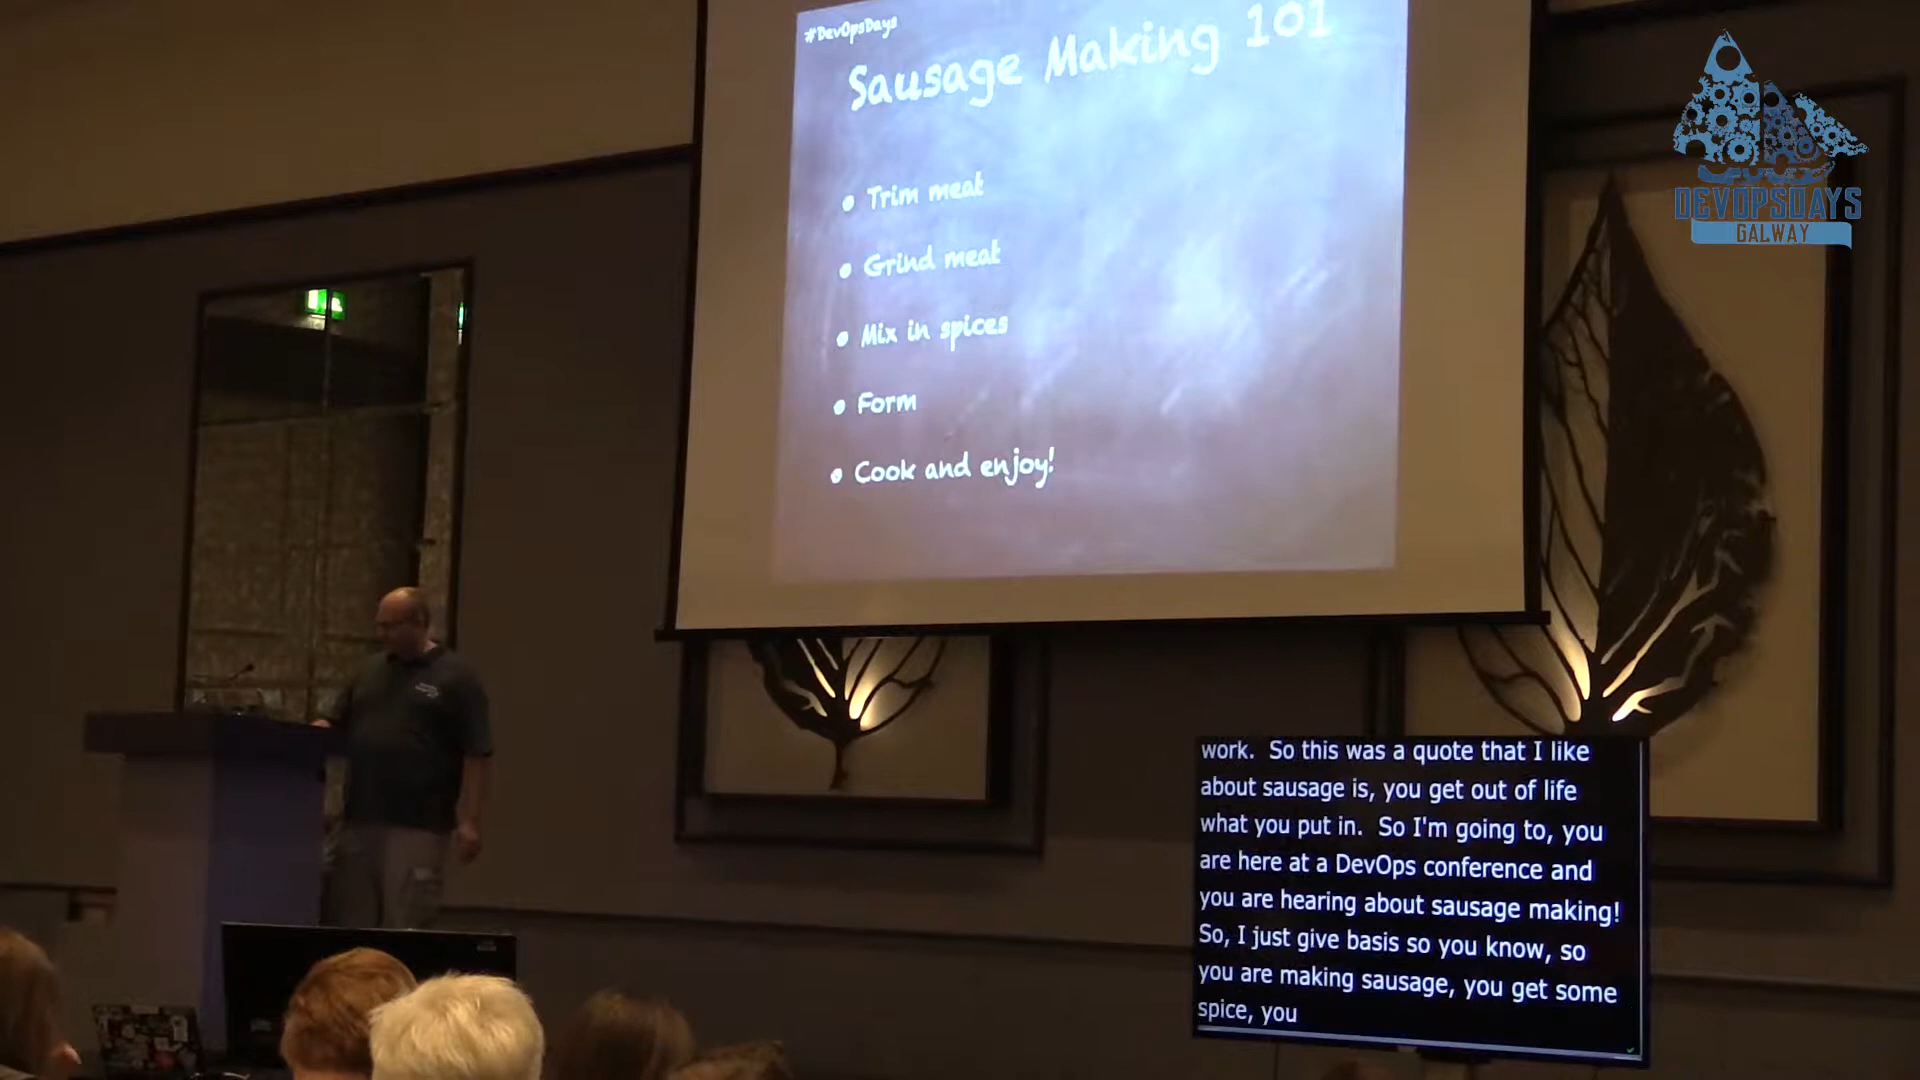 #DevOpsDays
Sausage Making 101
• Trim meat
• Grind meat
• Mix in spices
• Form
• Cook and enjoy!
DEVOPSDAYS
GALWAY
work. So this was a quote that I like
about sausage is, you get out of life
what you put in. So I'm going to, you
are here at a DevOps conference and
you are hearing about sausage making!
So, I just give basis so you know, so
you are making sausage, you get some
spice, you